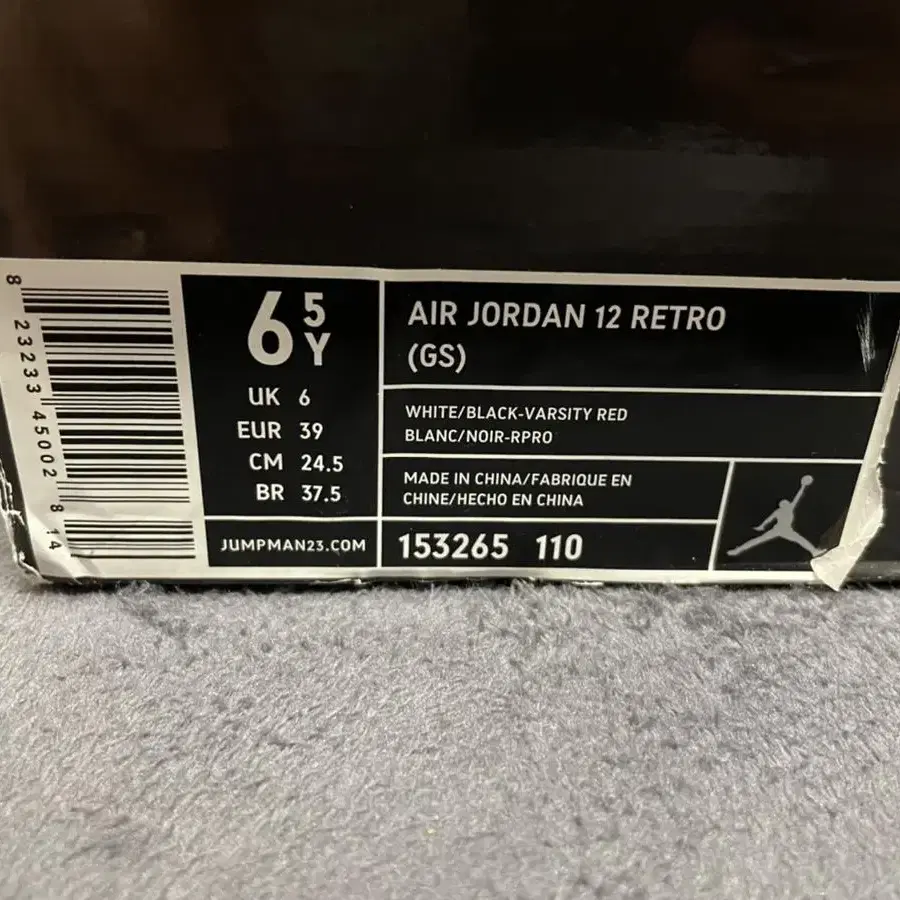 8 23233 45002 8 14
6 5 Y
UK 6
EUR 39
CM 24.5
BR 37.5
JUMPMAN23.COM
AIR JORDAN 12 RETRO
(GS)
WHITE/BLACK-VARSITY RED
BLANC/NOIR-RPRO
MADE IN CHINA/FABRIQUE EN
CHINE/HECHO EN CHINA
153265 110